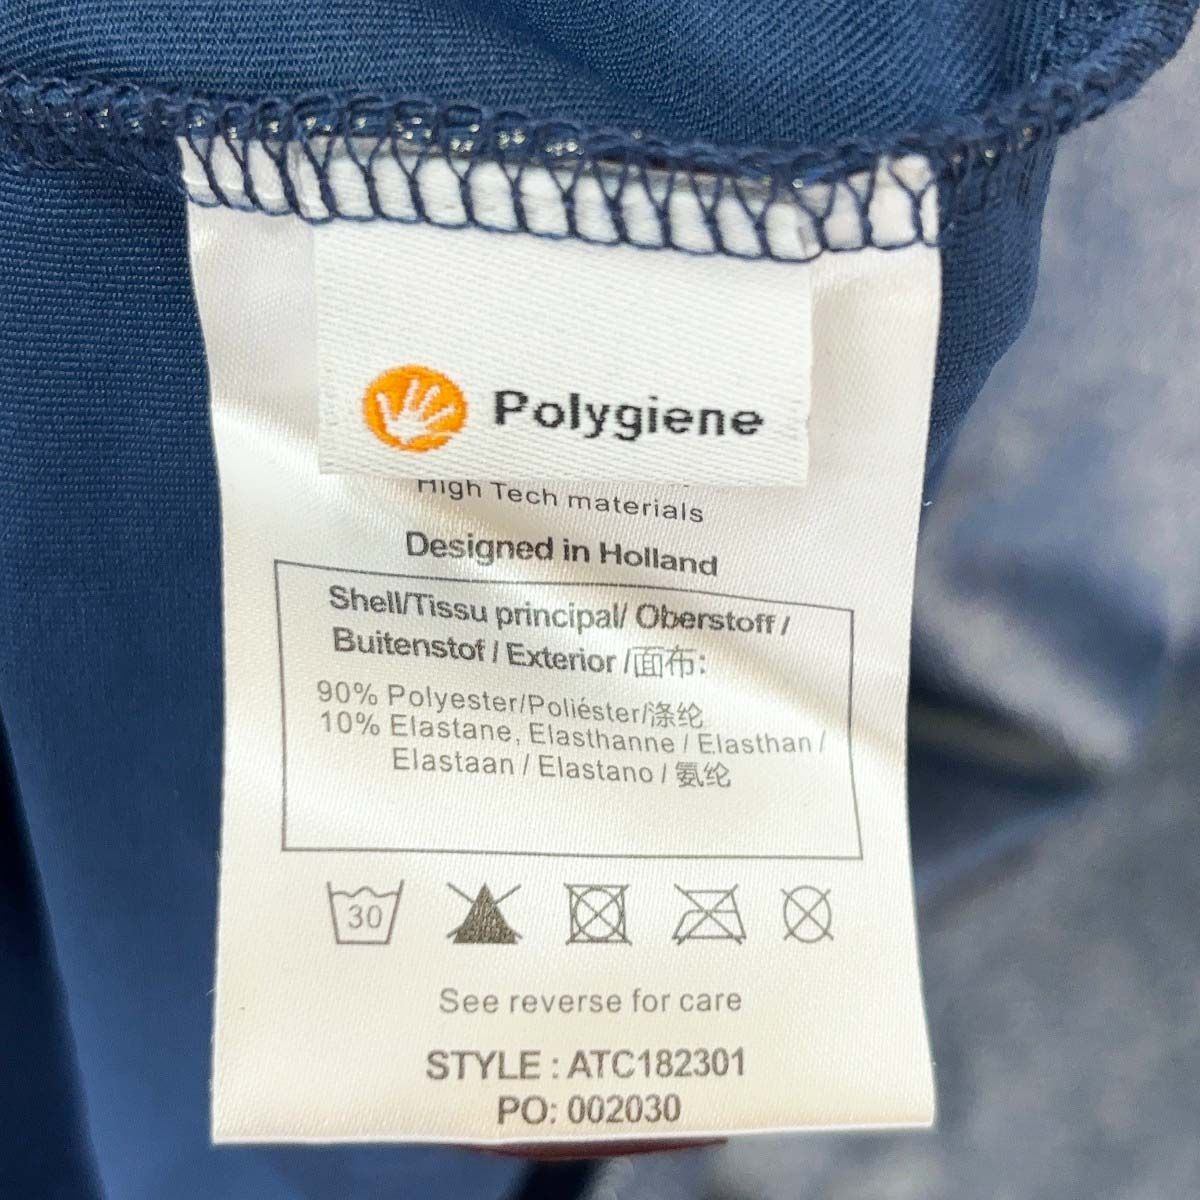 Polygiene
High Tech materials
Designed in Holland
Shell/Tissu principal/ Oberstoff /
Buitenstof / Exterior /面布:
90% Polyester/Poliéster/涤纶
10% Elastane, Elasthanne / Elasthan /
Elastaan / Elastano / 氨纶
30
See reverse for care
STYLE : ATC182301
PO: 002030